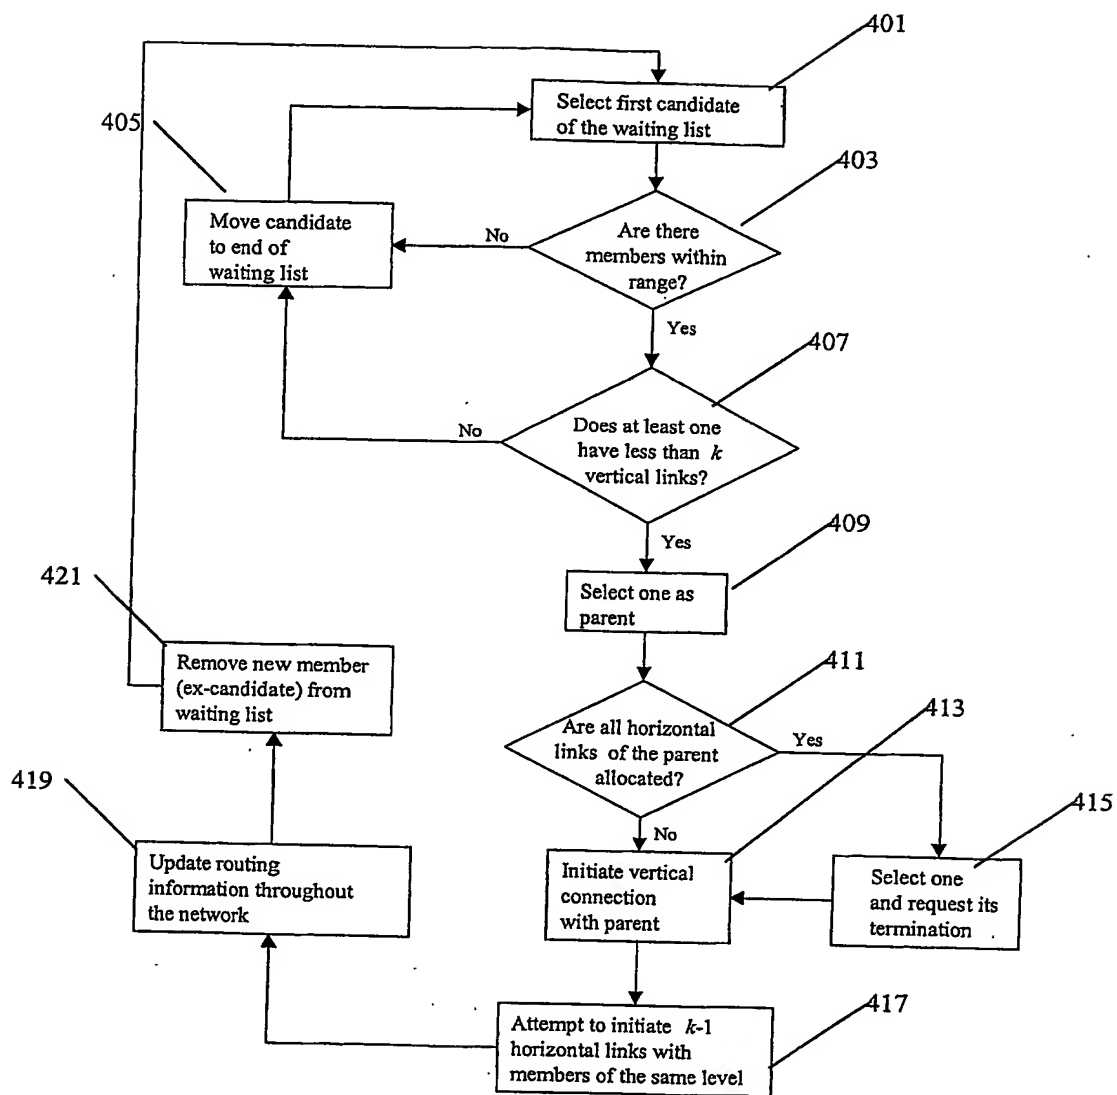 401
Select first candidate
of the waiting list
405
403
Move candidate
to end of
waiting list
No
Are there
members within
range?
Yes
407
No
Does at least one
have less than k
vertical links?
Yes
409
421
Select one as
parent
Remove new member
(ex-candidate) from
waiting list
411
413
Are all horizontal
links of the parent
allocated?
Yes
419
415
No
Update routing
information throughout
the network
Initiate vertical
connection
with parent
Select one
and request its
termination
417
Attempt to initiate k-1
horizontal links with
members of the same level